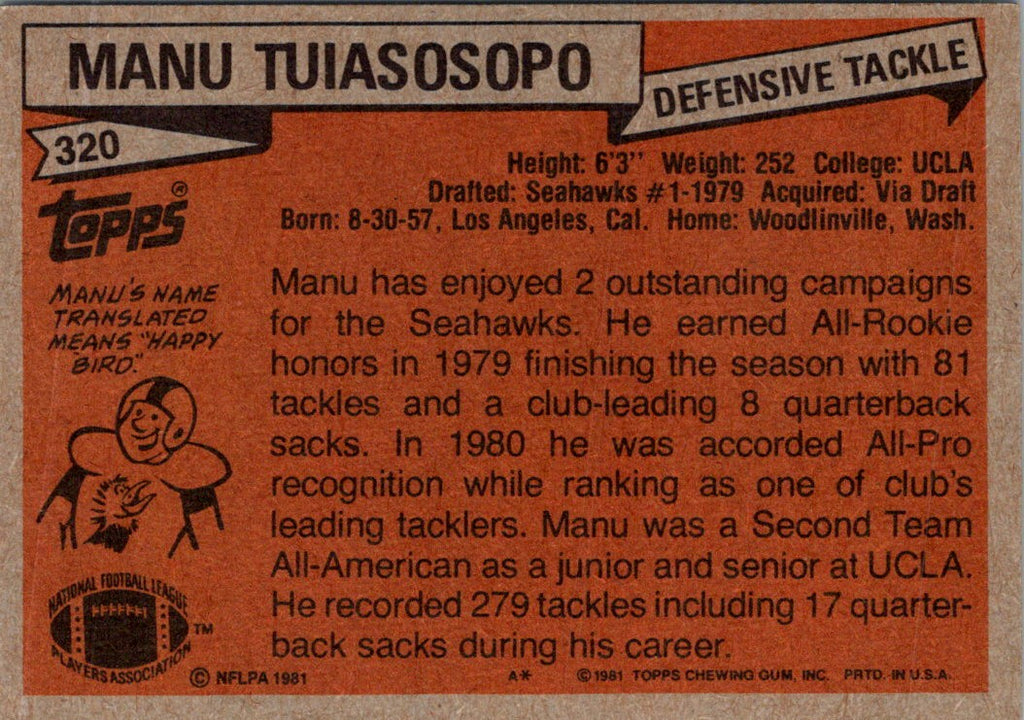 MANU TUIASOSOPO
DEFENSIVE TACKLE
320
TOPPS®
Height: 6'3'' Weight: 252 College: UCLA
Drafted: Seahawks #1-1979 Acquired: Via Draft
Born: 8-30-57, Los Angeles, Cal. Home: Woodlinville, Wash.
MANU'S NAME
TRANSLATED
MEANS "HAPPY
BIRD."
Manu has enjoyed 2 outstanding campaigns
for the Seahawks. He earned All-Rookie
honors in 1979 finishing the season with 81
tackles and a club-leading 8 quarterback
sacks. In 1980 he was accorded All-Pro
recognition while ranking as one of club's
leading tacklers. Manu was a Second Team
All-American as a junior and senior at UCLA.
He recorded 279 tackles including 17 quarter-
back sacks during his career.
NATIONAL FOOTBALL LEAGUE
PLAYERS ASSOCIATION
™
© NFLPA 1981
A*
© 1981 TOPPS CHEWING GUM, INC. PRTD. IN U.S.A.